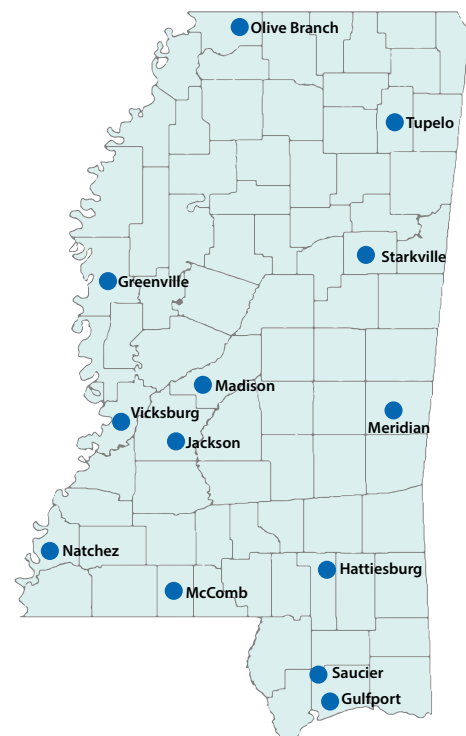 Olive Branch
Tupelo
Starkville
Greenville
Madison
Vicksburg
Meridian
Jackson
Natchez
Hattiesburg
McComb
Saucier
Gulfport